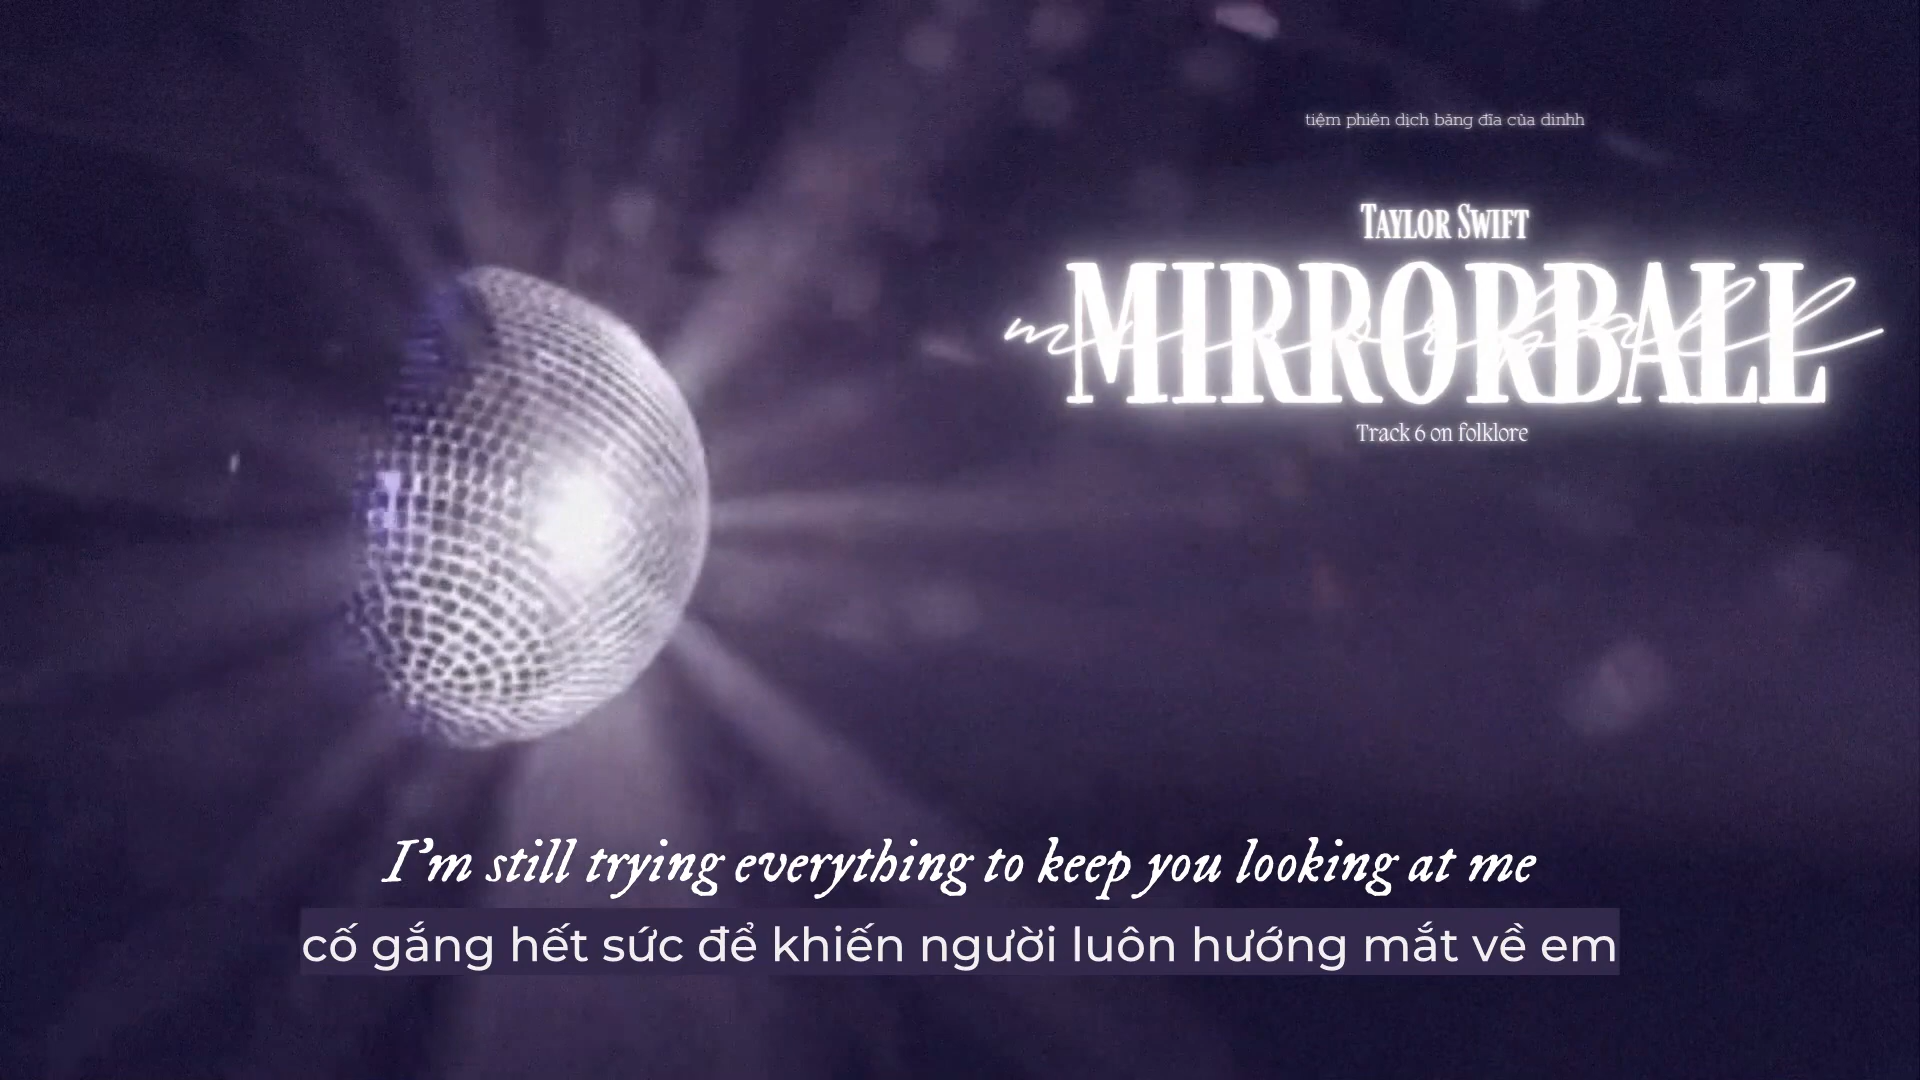 tiệm phiên dịch băng đĩa của dinhh
Taylor Swift
MIRRORBALL
mirrorball
Track 6 on folklore
I'm still trying everything to keep you looking at me
cố gắng hết sức để khiến người luôn hướng mắt về em